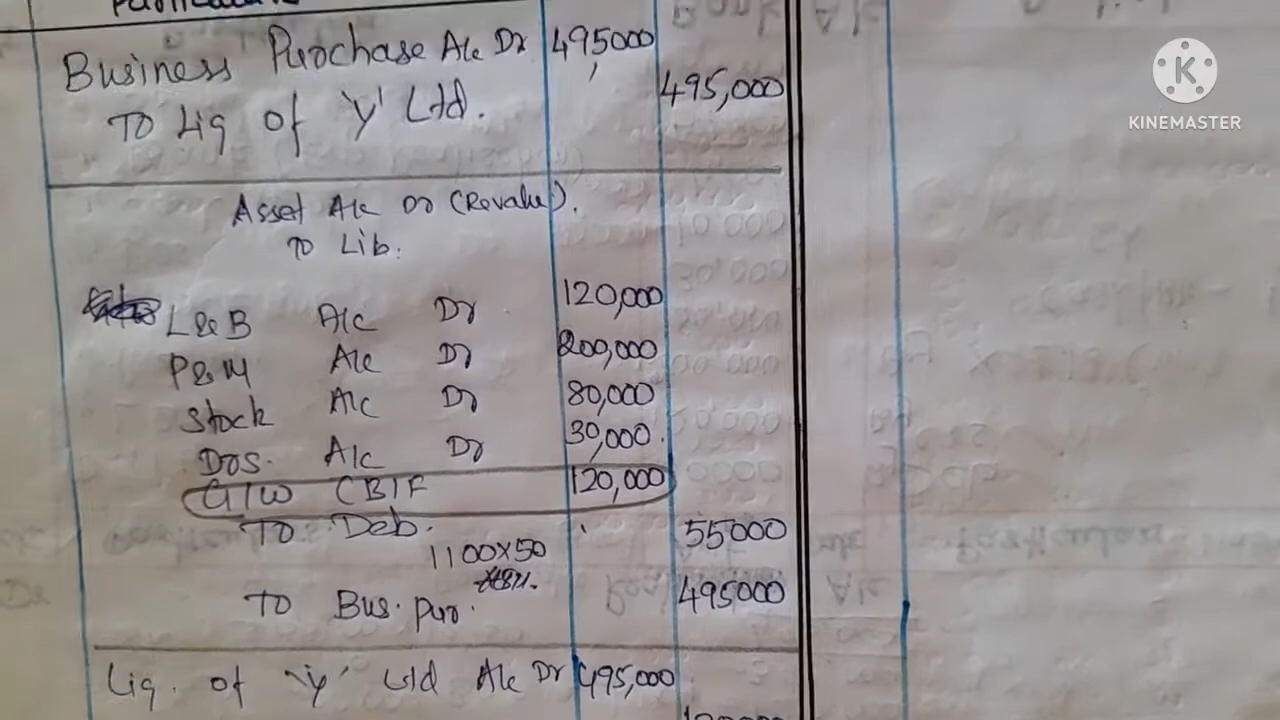 Particulars
Business Purchase A/c Dr 495000
495,000
To Liq of 'y' Ltd.
Asset A/c Dr (Revalue).
To Lib.
L&B A/c Dr 120,000
P&M A/c Dr 200,000
Stock A/c Dr 80,000
Drs. A/c Dr 30,000
G/W (B/F 120,000
To Deb. 55000
1100x50
To Bus. pur. 495000
Liq. of 'y' Ltd A/c Dr 495,000
K
KINEMASTER